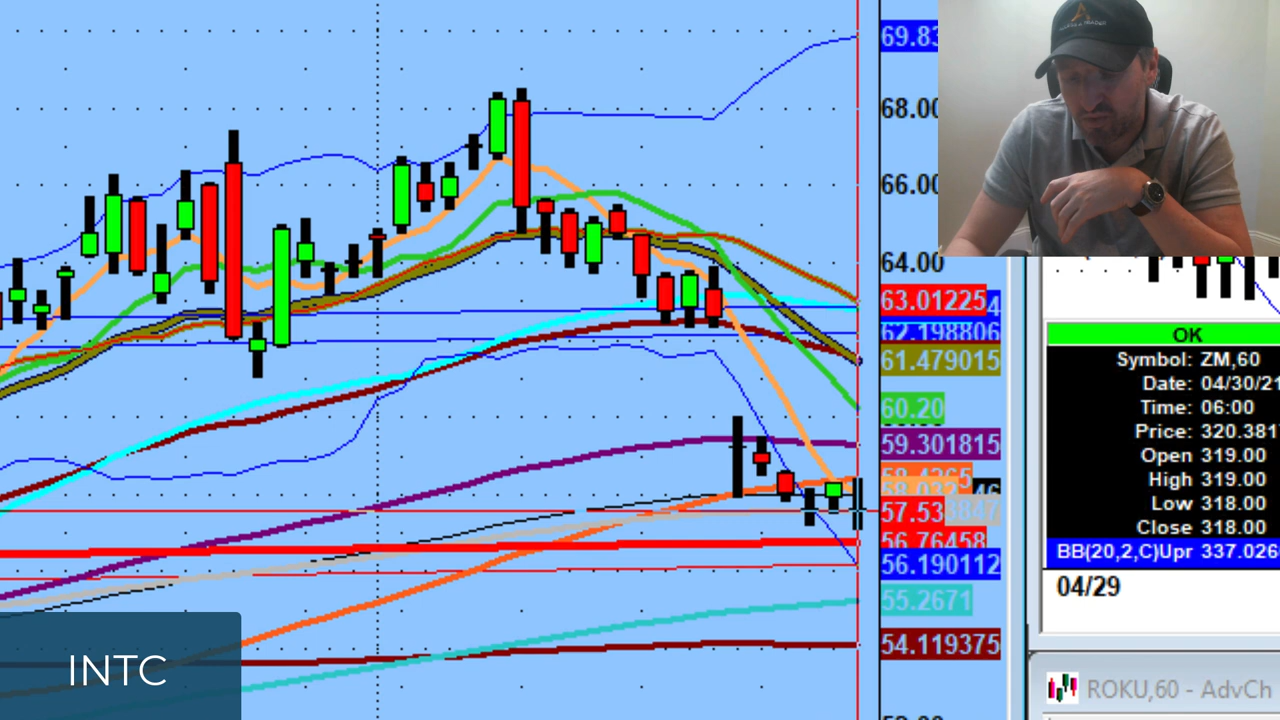 69.83
68.00
66.00
64.00
63.01225
4
62.198806
61.479015
60.20
59.301815
57.53
56.76458
56.190112
55.2671
54.119375
OK
Symbol: ZM,60
Date: 04/30/21
Time: 06:00
Price: 320.381
Open 319.00
High 319.00
Low 318.00
Close 318.00
BB(20,2,C)Upr 337.026
04/29
ROKU,60 - AdvCh
INTC